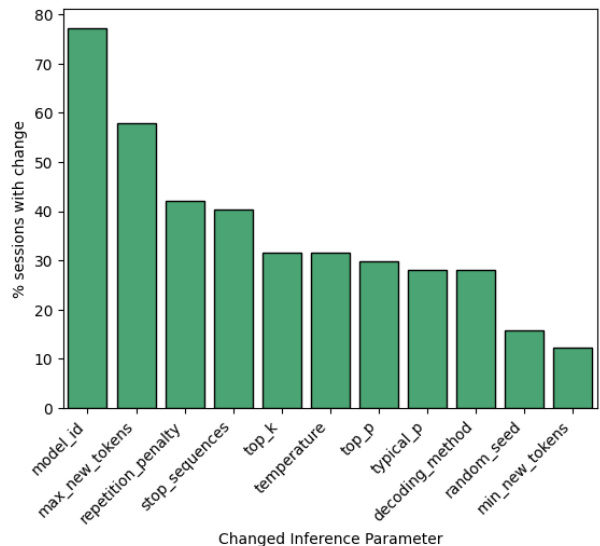 % sessions with change
80
70
60
50
40
30
20
10
0
model_id
max_new_tokens
repetition_penalty
stop_sequences
top_k
temperature
top_p
typical_p
decoding_method
random_seed
min_new_tokens
Changed Inference Parameter